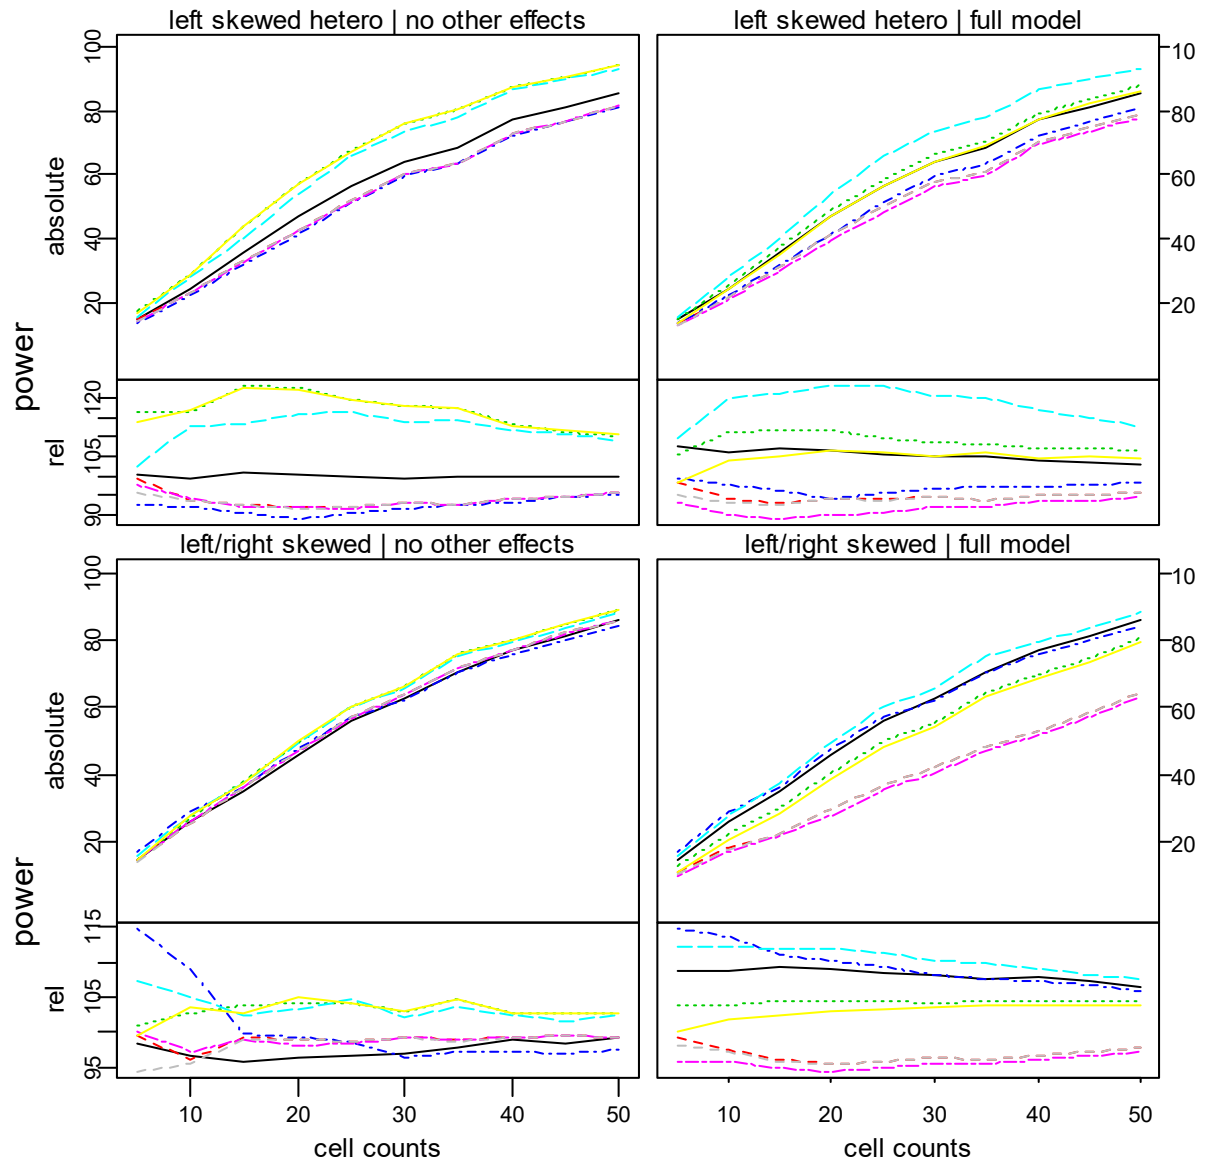 left skewed hetero | no other effects
left skewed hetero | full model
100
80
60
40
20
absolute
10
80
60
40
20
power
120
105
90
rel
left/right skewed | no other effects
left/right skewed | full model
100
80
60
40
20
absolute
10
80
60
40
20
power
115
105
95
rel
10 20 30 40 50
10 20 30 40 50
cell counts
cell counts